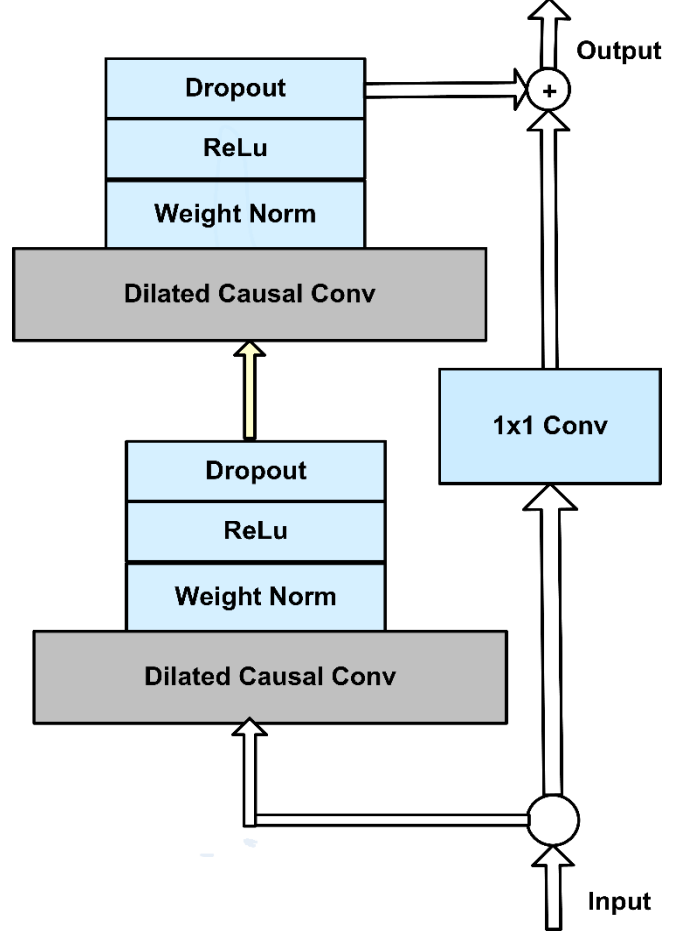 Output
+
Dropout
ReLu
Weight Norm
Dilated Causal Conv
1x1 Conv
Dropout
ReLu
Weight Norm
Dilated Causal Conv
Input